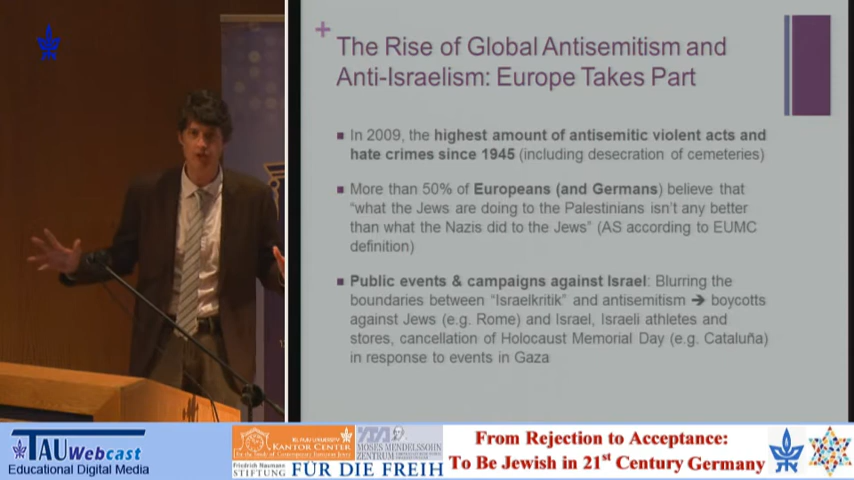 +
The Rise of Global Antisemitism and
Anti-Israelism: Europe Takes Part
In 2009, the highest amount of antisemitic violent acts and
hate crimes since 1945 (including desecration of cemeteries)
More than 50% of Europeans (and Germans) believe that
“what the Jews are doing to the Palestinians isn’t any better
than what the Nazis did to the Jews” (AS according to EUMC
definition)
Public events & campaigns against Israel: Blurring the
boundaries between “Israelkritik” and antisemitism ➔ boycotts
against Jews (e.g. Rome) and Israel, Israeli athletes and
stores, cancellation of Holocaust Memorial Day (e.g. Cataluña)
in response to events in Gaza
TAU Webcast
Educational Digital Media
KANTOR CENTER
MOSES MENDELSSOHN
ZENTRUM
Friedrich Naumann
STIFTUNG FÜR DIE FREIH
From Rejection to Acceptance:
To Be Jewish in 21st Century Germany